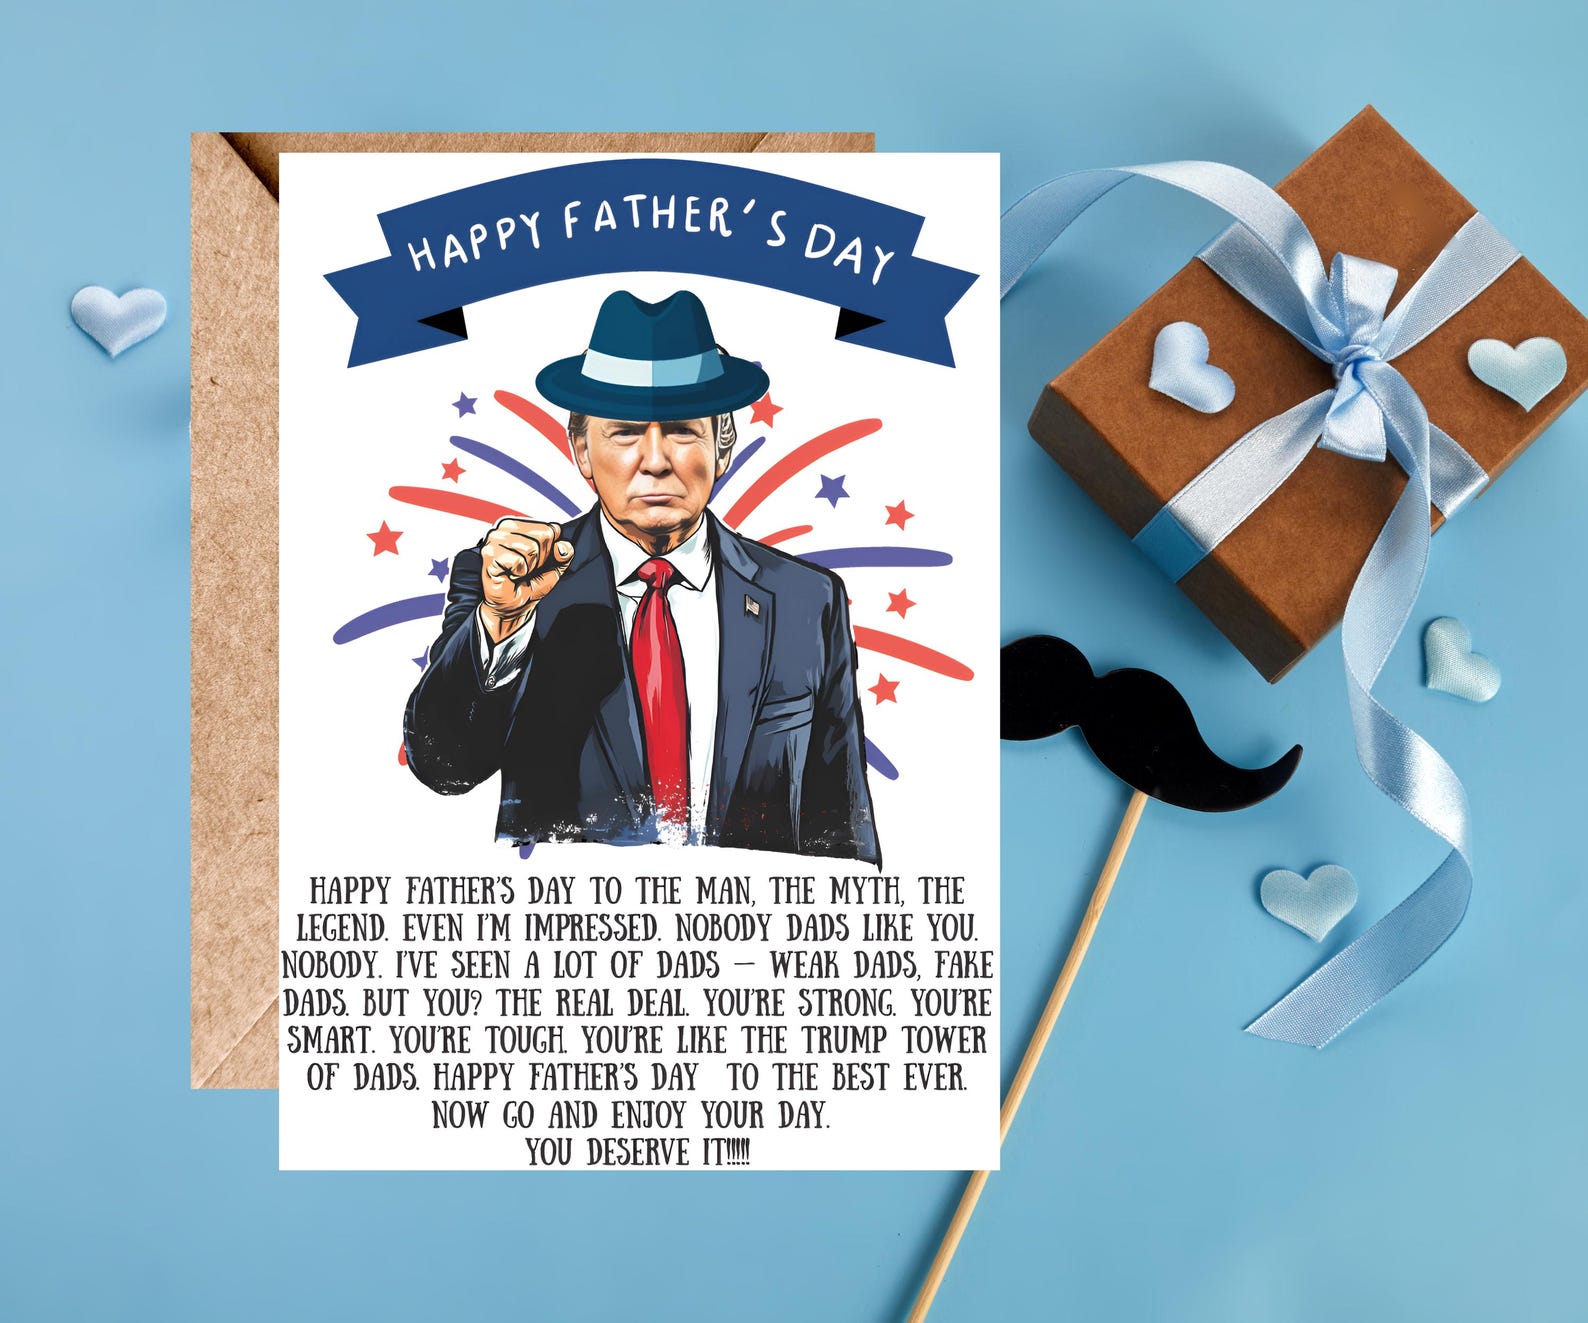 HAPPY FATHER'S DAY
HAPPY FATHER'S DAY TO THE MAN, THE MYTH, THE
LEGEND. EVEN I'M IMPRESSED. NOBODY DADS LIKE YOU.
NOBODY. I'VE SEEN A LOT OF DADS – WEAK DADS, FAKE
DADS. BUT YOU? THE REAL DEAL. YOU'RE STRONG. YOU'RE
SMART. YOU'RE TOUGH. YOU'RE LIKE THE TRUMP TOWER
OF DADS. HAPPY FATHER'S DAY TO THE BEST EVER.
NOW GO AND ENJOY YOUR DAY.
YOU DESERVE IT!!!!!